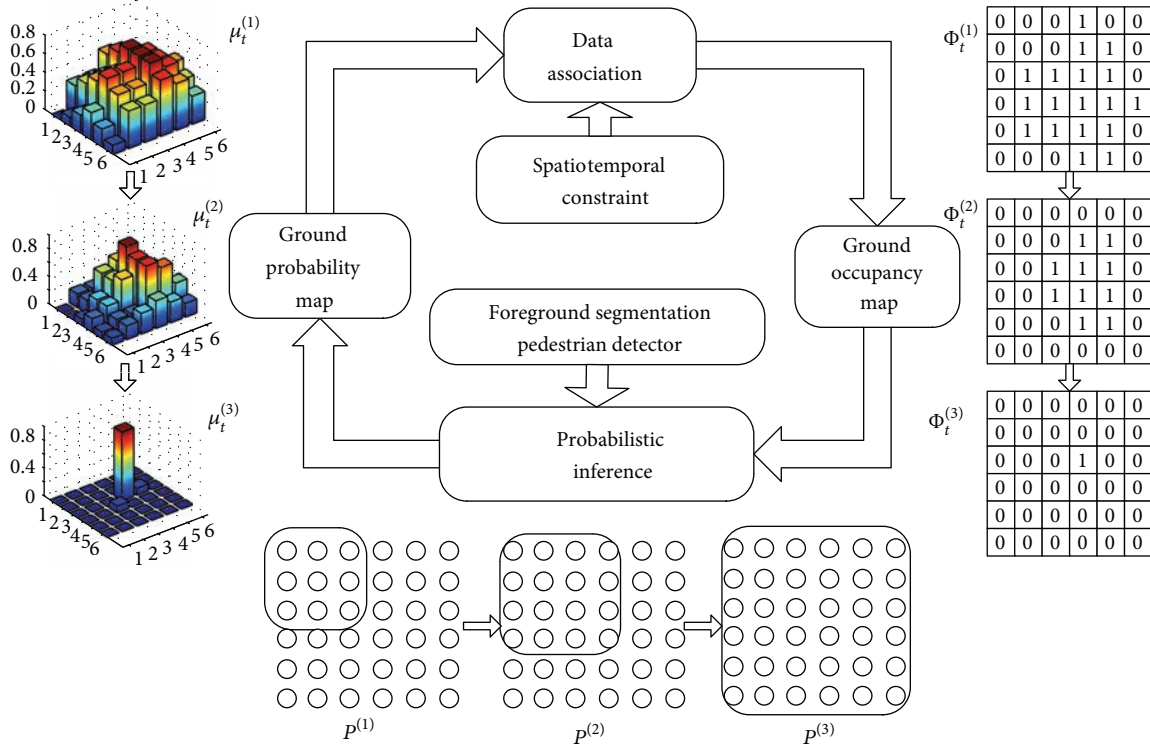 μ_t^(1)
0.8
0.6
0.4
0.2
0
1 2 3 4 5 6
1 2 3 4 5 6
μ_t^(2)
0.8
0.4
0
1 2 3 4 5 6
1 2 3 4 5 6
μ_t^(3)
0.8
0.4
0
1 2 3 4 5 6
1 2 3 4 5 6
Data
association
Spatiotemporal
constraint
Ground
probability
map
Ground
occupancy
map
Foreground segmentation
pedestrian detector
Probabilistic
inference
Φ_t^(1)
0 0 0 1 0 0
0 0 0 1 1 0
0 1 1 1 1 0
0 1 1 1 1 1
0 1 1 1 1 0
0 0 0 1 1 0
Φ_t^(2)
0 0 0 0 0 0
0 0 0 1 1 0
0 0 1 1 1 0
0 0 1 1 1 0
0 0 0 1 1 0
0 0 0 0 0 0
Φ_t^(3)
0 0 0 0 0 0
0 0 0 0 0 0
0 0 0 1 0 0
0 0 0 0 0 0
0 0 0 0 0 0
0 0 0 0 0 0
P^(1)
P^(2)
P^(3)